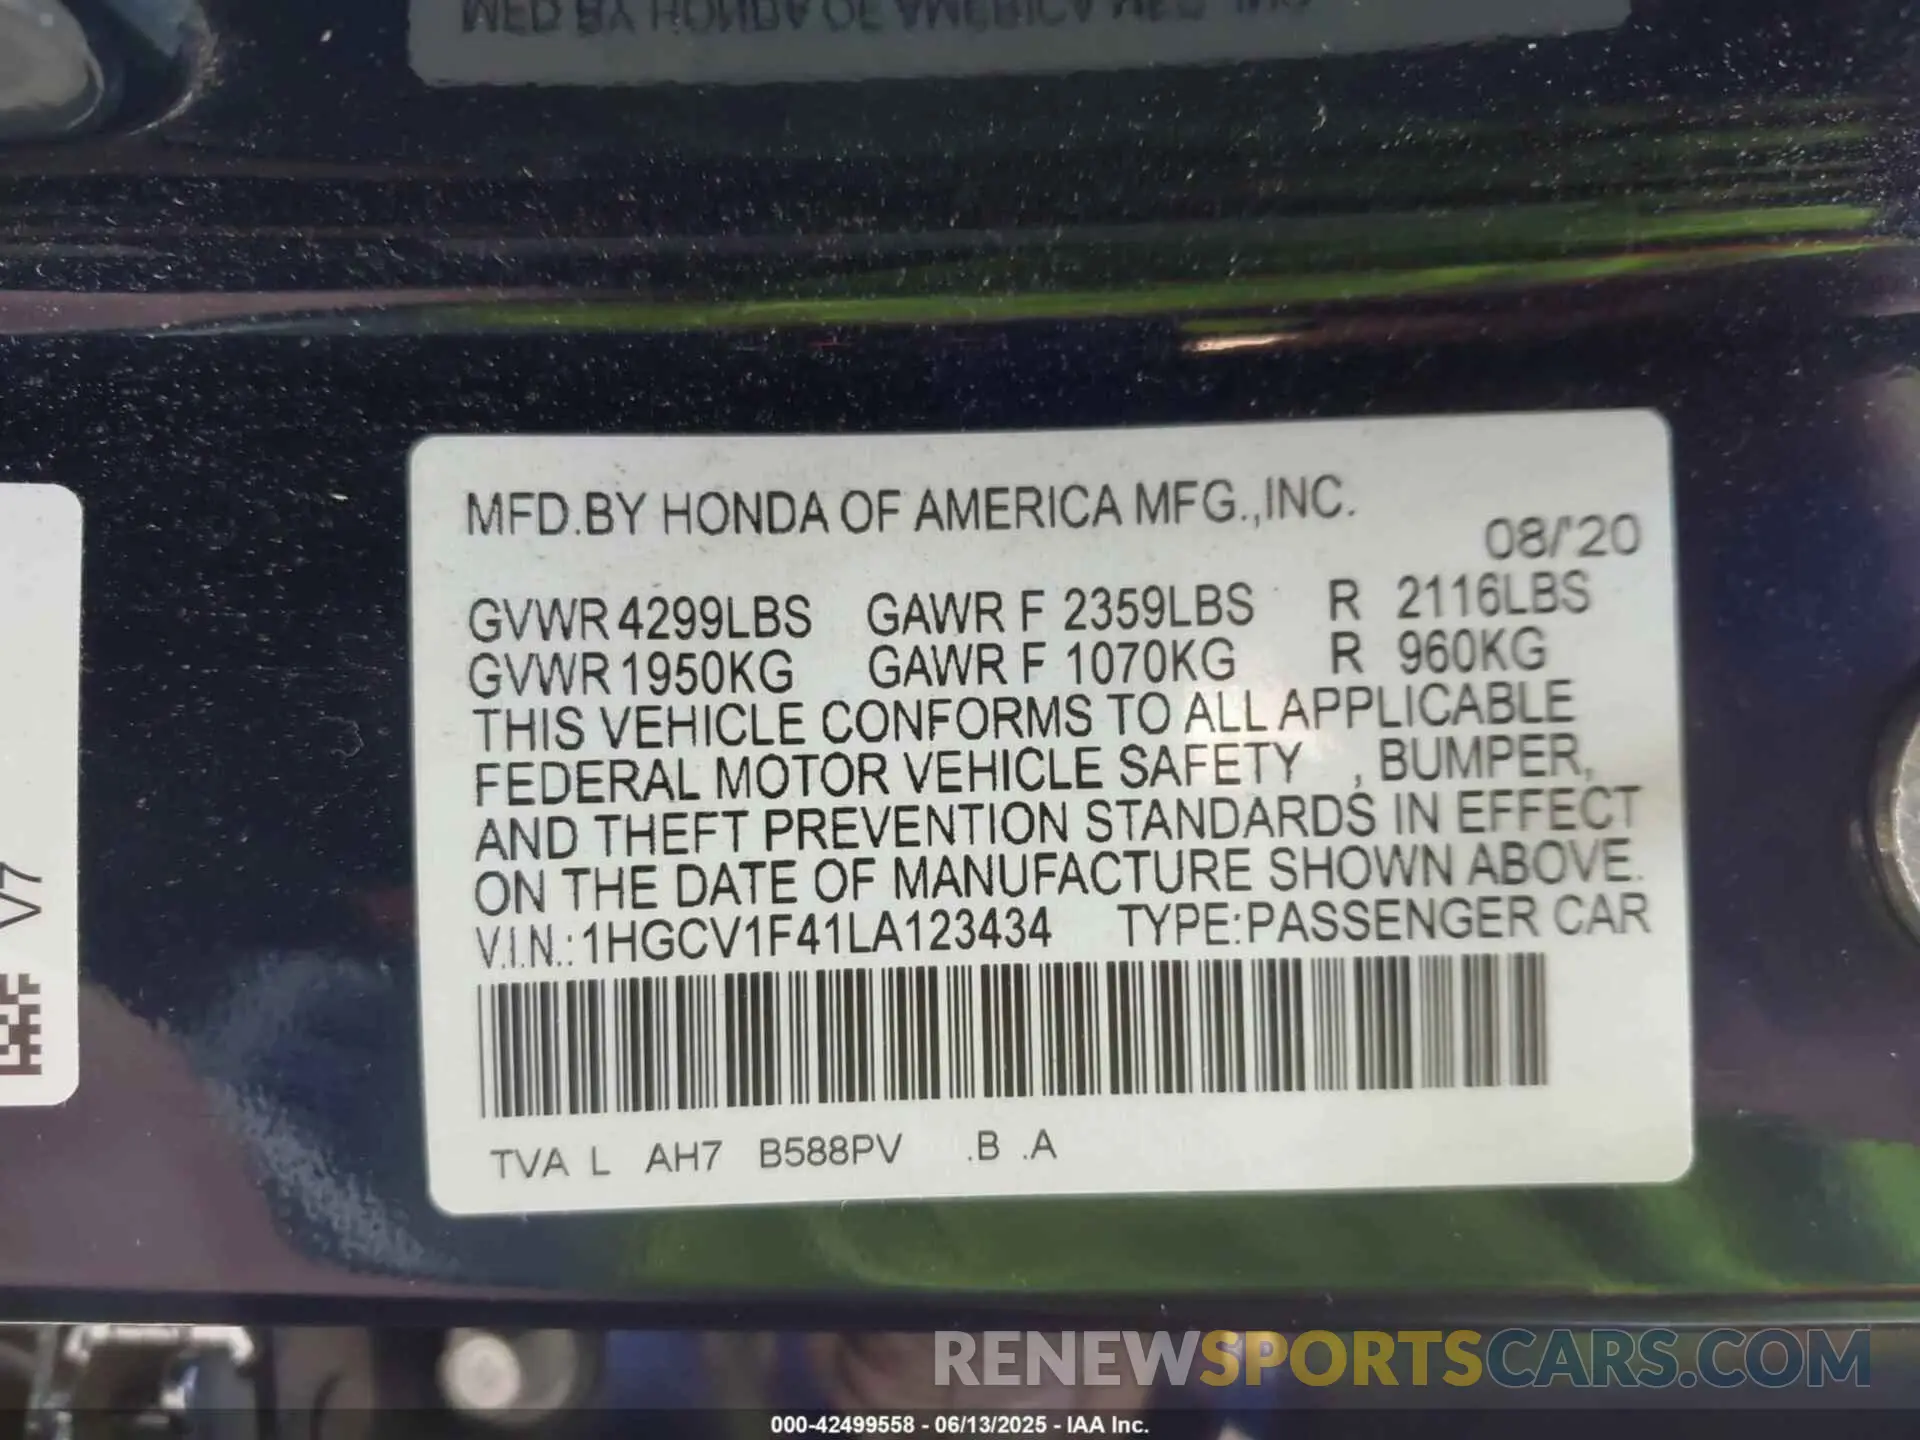 MFD.BY HONDA OF AMERICA MFG.,INC.
08/'20
GVWR 4299LBS GAWR F 2359LBS R 2116LBS
GVWR 1950KG GAWR F 1070KG R 960KG
THIS VEHICLE CONFORMS TO ALL APPLICABLE
FEDERAL MOTOR VEHICLE SAFETY , BUMPER,
AND THEFT PREVENTION STANDARDS IN EFFECT
ON THE DATE OF MANUFACTURE SHOWN ABOVE.
V.I.N.: 1HGCV1F41LA123434 TYPE:PASSENGER CAR
TVA L AH7 B588PV .B .A
V7
RENEWSPORTSCARS.COM
000-42499558 - 06/13/2025 - IAA Inc.